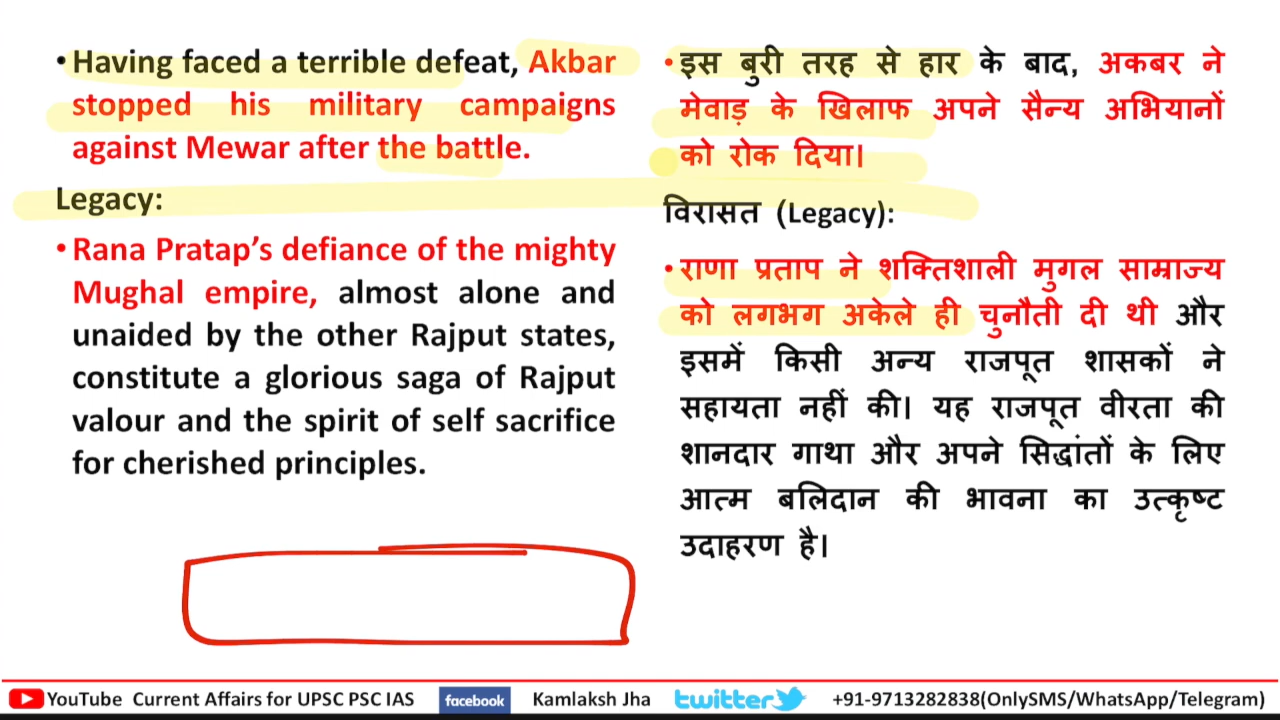 • Having faced a terrible defeat, Akbar
stopped his military campaigns
against Mewar after the battle.
Legacy:
• Rana Pratap's defiance of the mighty
Mughal empire, almost alone and
unaided by the other Rajput states,
constitute a glorious saga of Rajput
valour and the spirit of self sacrifice
for cherished principles.
• इस बुरी तरह से हार के बाद, अकबर ने
मेवाड़ के खिलाफ अपने सैन्य अभियानों
को रोक दिया।
विरासत (Legacy):
• राणा प्रताप ने शक्तिशाली मुगल साम्राज्य
को लगभग अकेले ही चुनौती दी थी और
इसमें किसी अन्य राजपूत शासकों ने
सहायता नहीं की। यह राजपूत वीरता की
शानदार गाथा और अपने सिद्धांतों के लिए
आत्म बलिदान की भावना का उत्कृष्ट
उदाहरण है।
YouTube Current Affairs for UPSC PSC IAS facebook Kamlaksh Jha twitter +91-9713282838(OnlySMS/WhatsApp/Telegram)